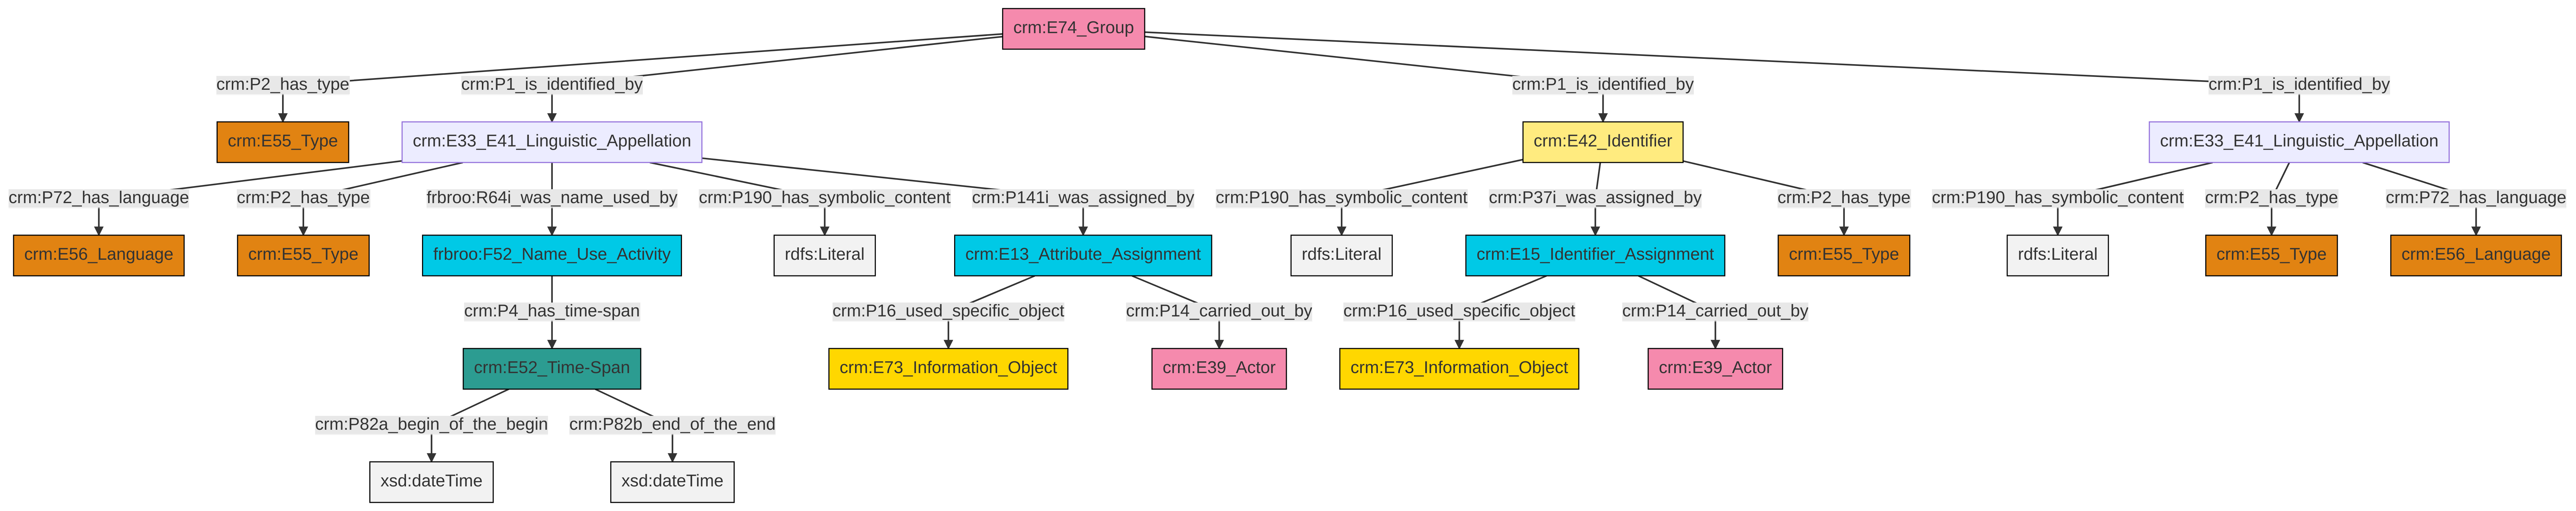 crm:E74_Group
crm:P2_has_type
crm:P1_is_identified_by
crm:P1_is_identified_by
crm:P1_is_identified_by
crm:E55_Type
crm:E33_E41_Linguistic_Appellation
crm:E42_Identifier
crm:E33_E41_Linguistic_Appellation
crm:P72_has_language
crm:P2_has_type
frbroo:R64i_was_name_used_by
crm:P190_has_symbolic_content
crm:P141i_was_assigned_by
crm:P190_has_symbolic_content
crm:P37i_was_assigned_by
crm:P2_has_type
crm:P190_has_symbolic_content
crm:P2_has_type
crm:P72_has_language
crm:E56_Language
crm:E55_Type
frbroo:F52_Name_Use_Activity
rdfs:Literal
crm:E13_Attribute_Assignment
rdfs:Literal
crm:E15_Identifier_Assignment
crm:E55_Type
rdfs:Literal
crm:E55_Type
crm:E56_Language
crm:P4_has_time-span
crm:P16_used_specific_object
crm:P14_carried_out_by
crm:P16_used_specific_object
crm:P14_carried_out_by
crm:E52_Time-Span
crm:E73_Information_Object
crm:E39_Actor
crm:E73_Information_Object
crm:E39_Actor
crm:P82a_begin_of_the_begin
crm:P82b_end_of_the_end
xsd:dateTime
xsd:dateTime